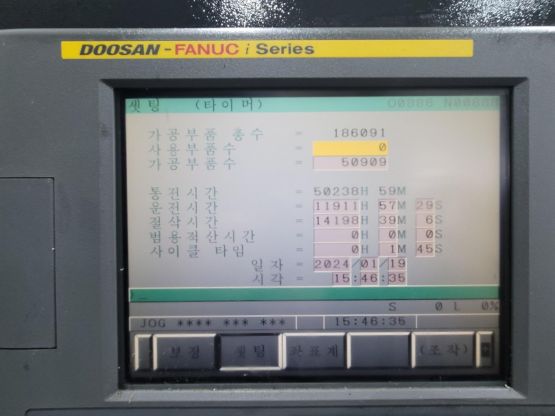 DOOSAN-FANUC i Series
셋팅 (타이머) O0886 N00888
가공부품 총수 = 186091
사용부품수 = 0
가공부품수 = 50909
통전시간 = 50238H 59M
운전시간 = 11911H 57M 29S
절삭시간 = 14198H 39M 6S
범용적산시간 = 0H 0M 0S
사이클 타임 = 0H 1M 45S
일자 = 2024/01/19
시각 = 15:46:35
S 0 L 0%
JOG **** *** *** 15:46:35
보정 셋팅 좌표계 (조작)